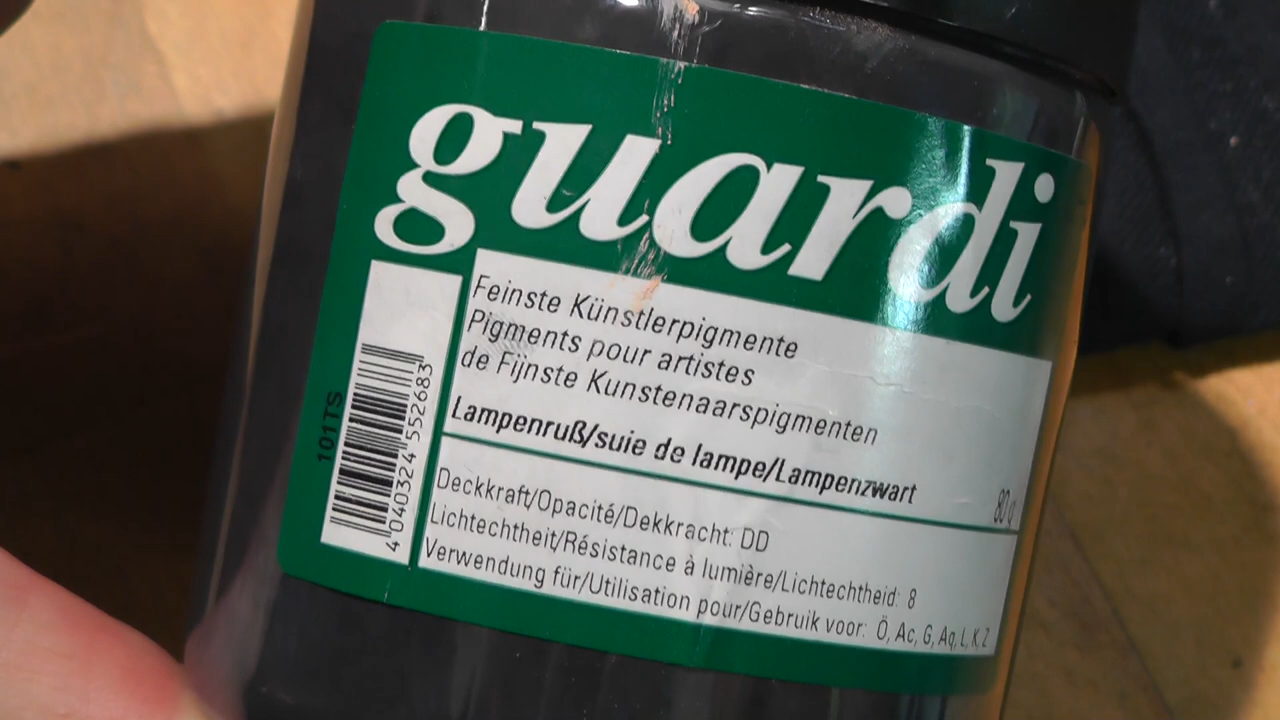 guardi
Feinste Künstlerpigmente
Pigments pour artistes
de Fijnste Kunstenaarspigmenten
Lampenruß/suie de lampe/Lampenzwart
80 g
Deckkraft/Opacité/Dekkracht: DD
Lichtechtheit/Résistance à lumière/Lichtechtheid: 8
Verwendung für/Utilisation pour/Gebruik voor: Ö, Ac, G, Aq, L, K, Z
101TS
4 040324 552683